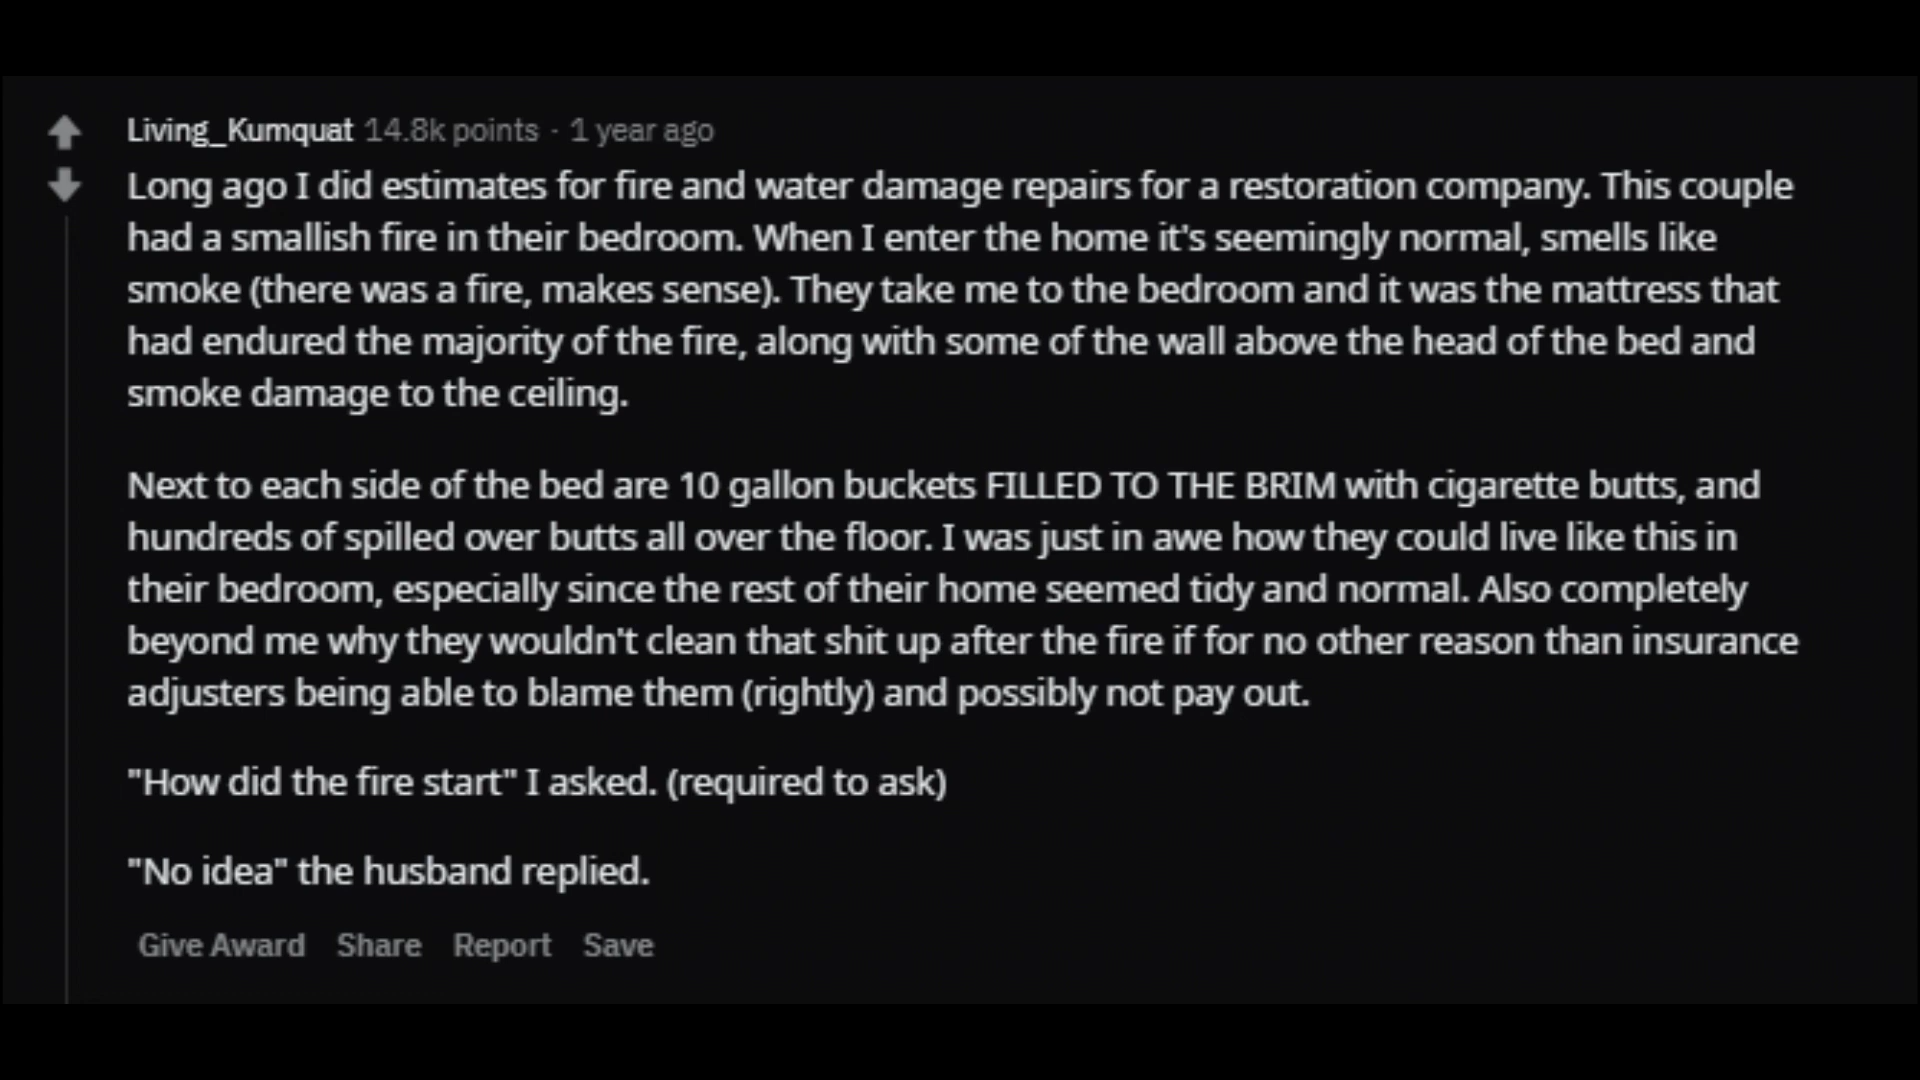 Living_Kumquat 14.8k points · 1 year ago
Long ago I did estimates for fire and water damage repairs for a restoration company. This couple
had a smallish fire in their bedroom. When I enter the home it's seemingly normal, smells like
smoke (there was a fire, makes sense). They take me to the bedroom and it was the mattress that
had endured the majority of the fire, along with some of the wall above the head of the bed and
smoke damage to the ceiling.
Next to each side of the bed are 10 gallon buckets FILLED TO THE BRIM with cigarette butts, and
hundreds of spilled over butts all over the floor. I was just in awe how they could live like this in
their bedroom, especially since the rest of their home seemed tidy and normal. Also completely
beyond me why they wouldn't clean that shit up after the fire if for no other reason than insurance
adjusters being able to blame them (rightly) and possibly not pay out.
"How did the fire start" I asked. (required to ask)
"No idea" the husband replied.
Give Award Share Report Save